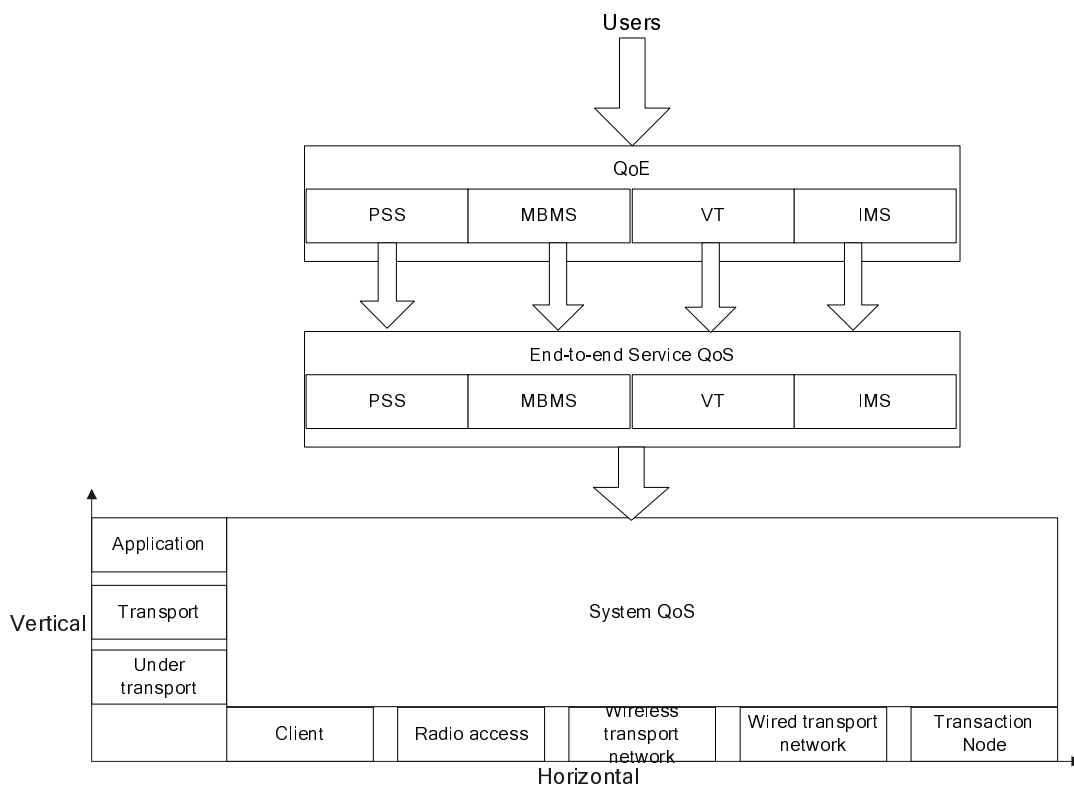 Users
QoE
PSS
MBMS
VT
IMS
End-to-end Service QoS
PSS
MBMS
VT
IMS
Application
System QoS
Transport
Vertical
Under
transport
Client
Radio access
Wireless
transport
network
Wired transport
network
Transaction
Node
Horizontal